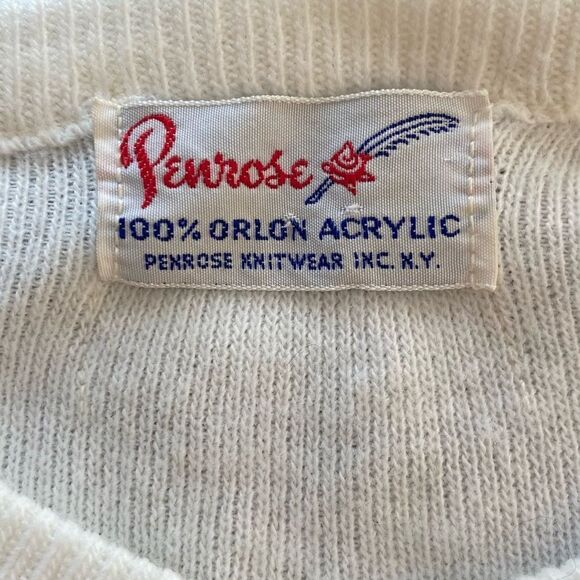 Penrose
100% ORLON ACRYLIC
PENROSE KNITWEAR INC. N.Y.